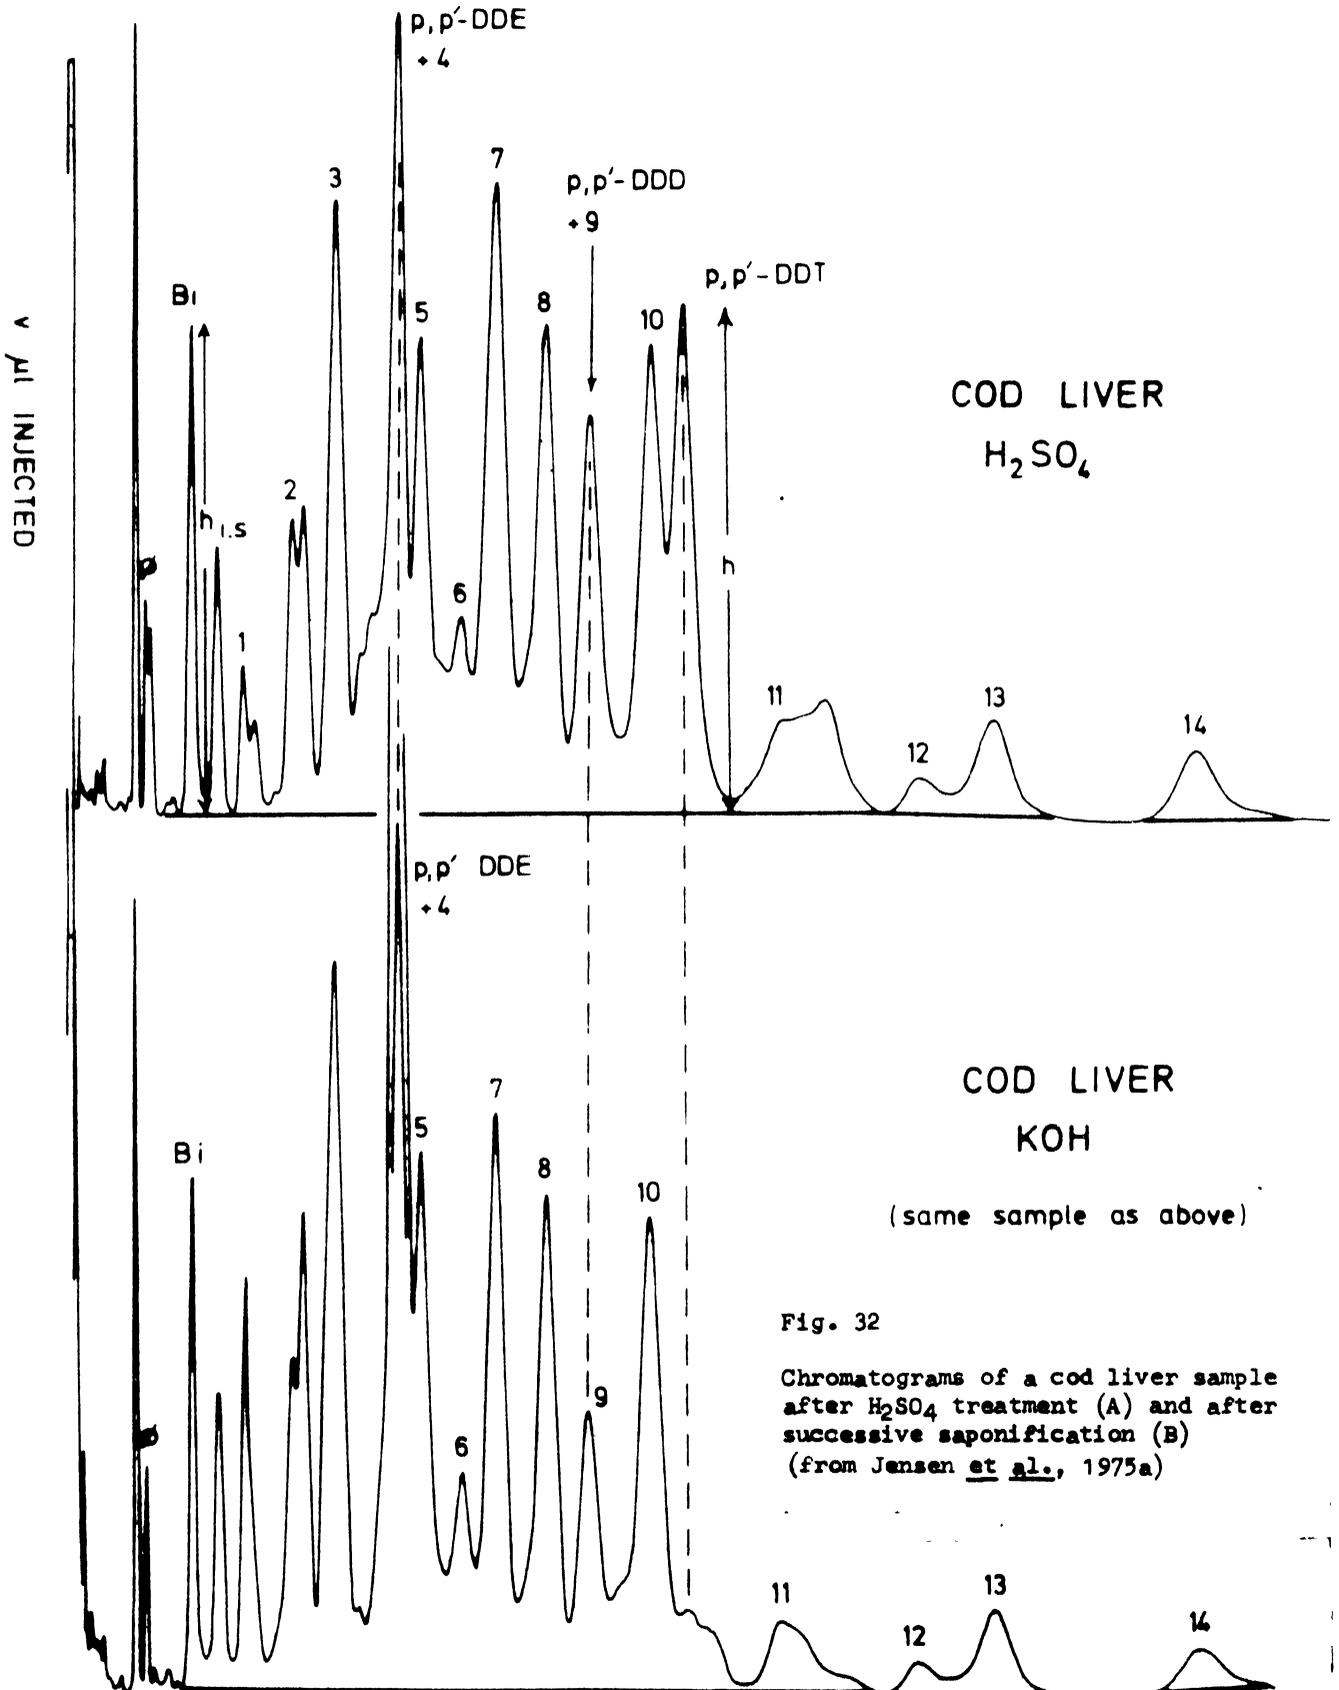 p,p′-DDE
+4
3
7
p,p′-DDD
+9
p,p′-DDT
Bi
8
5
10
COD LIVER
H2SO4
v µl INJECTED
2
h i.s
ø
h
6
1
11
13
12
14
p,p′ DDE
+4
COD LIVER
KOH
7
5
Bi
8
10
(same sample as above)
Fig. 32
Chromatograms of a cod liver sample
after H2SO4 treatment (A) and after
successive saponification (B)
(from Jensen et al., 1975a)
9
ø
6
11
13
12
14